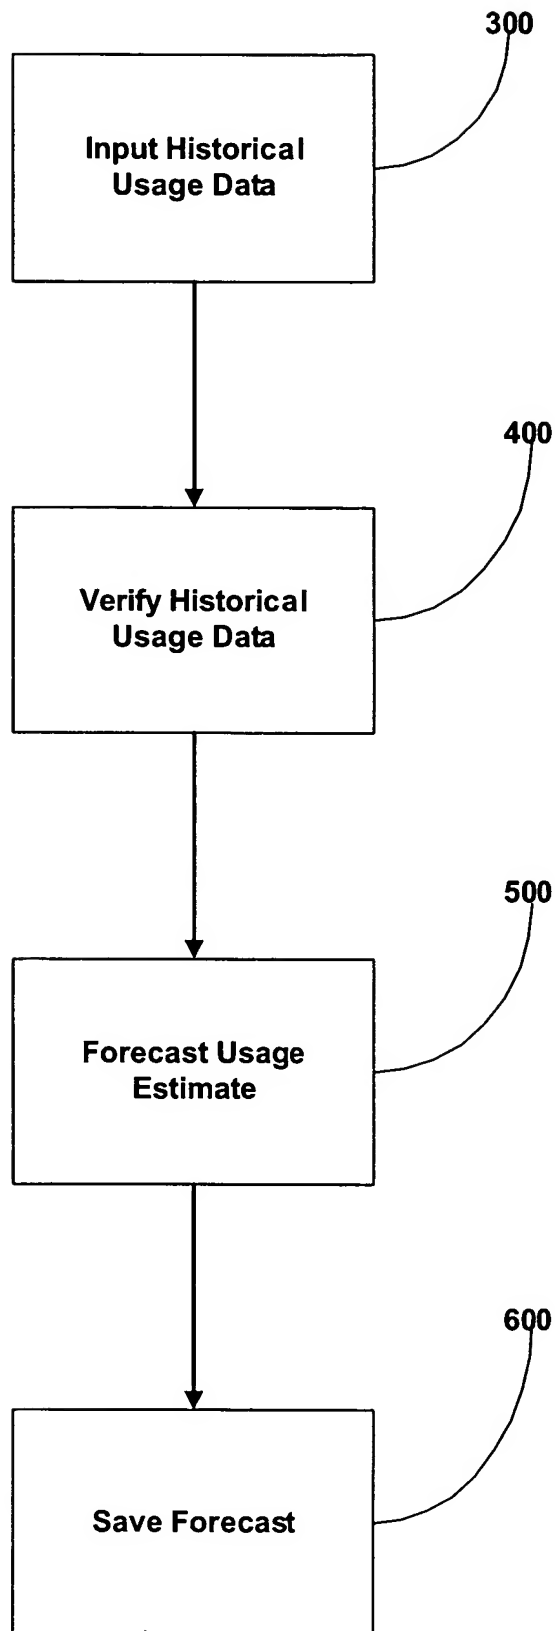 300
Input Historical
Usage Data
400
Verify Historical
Usage Data
500
Forecast Usage
Estimate
600
Save Forecast